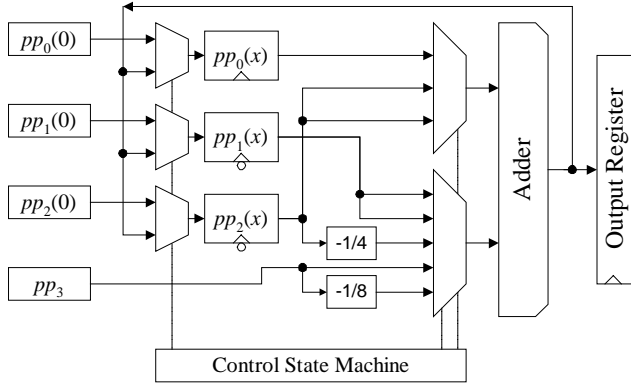 pp₀(0)
pp₀(x)
pp₁(0)
pp₁(x)
pp₂(0)
pp₂(x)
-1/4
pp₃
-1/8
Adder
Output Register
Control State Machine